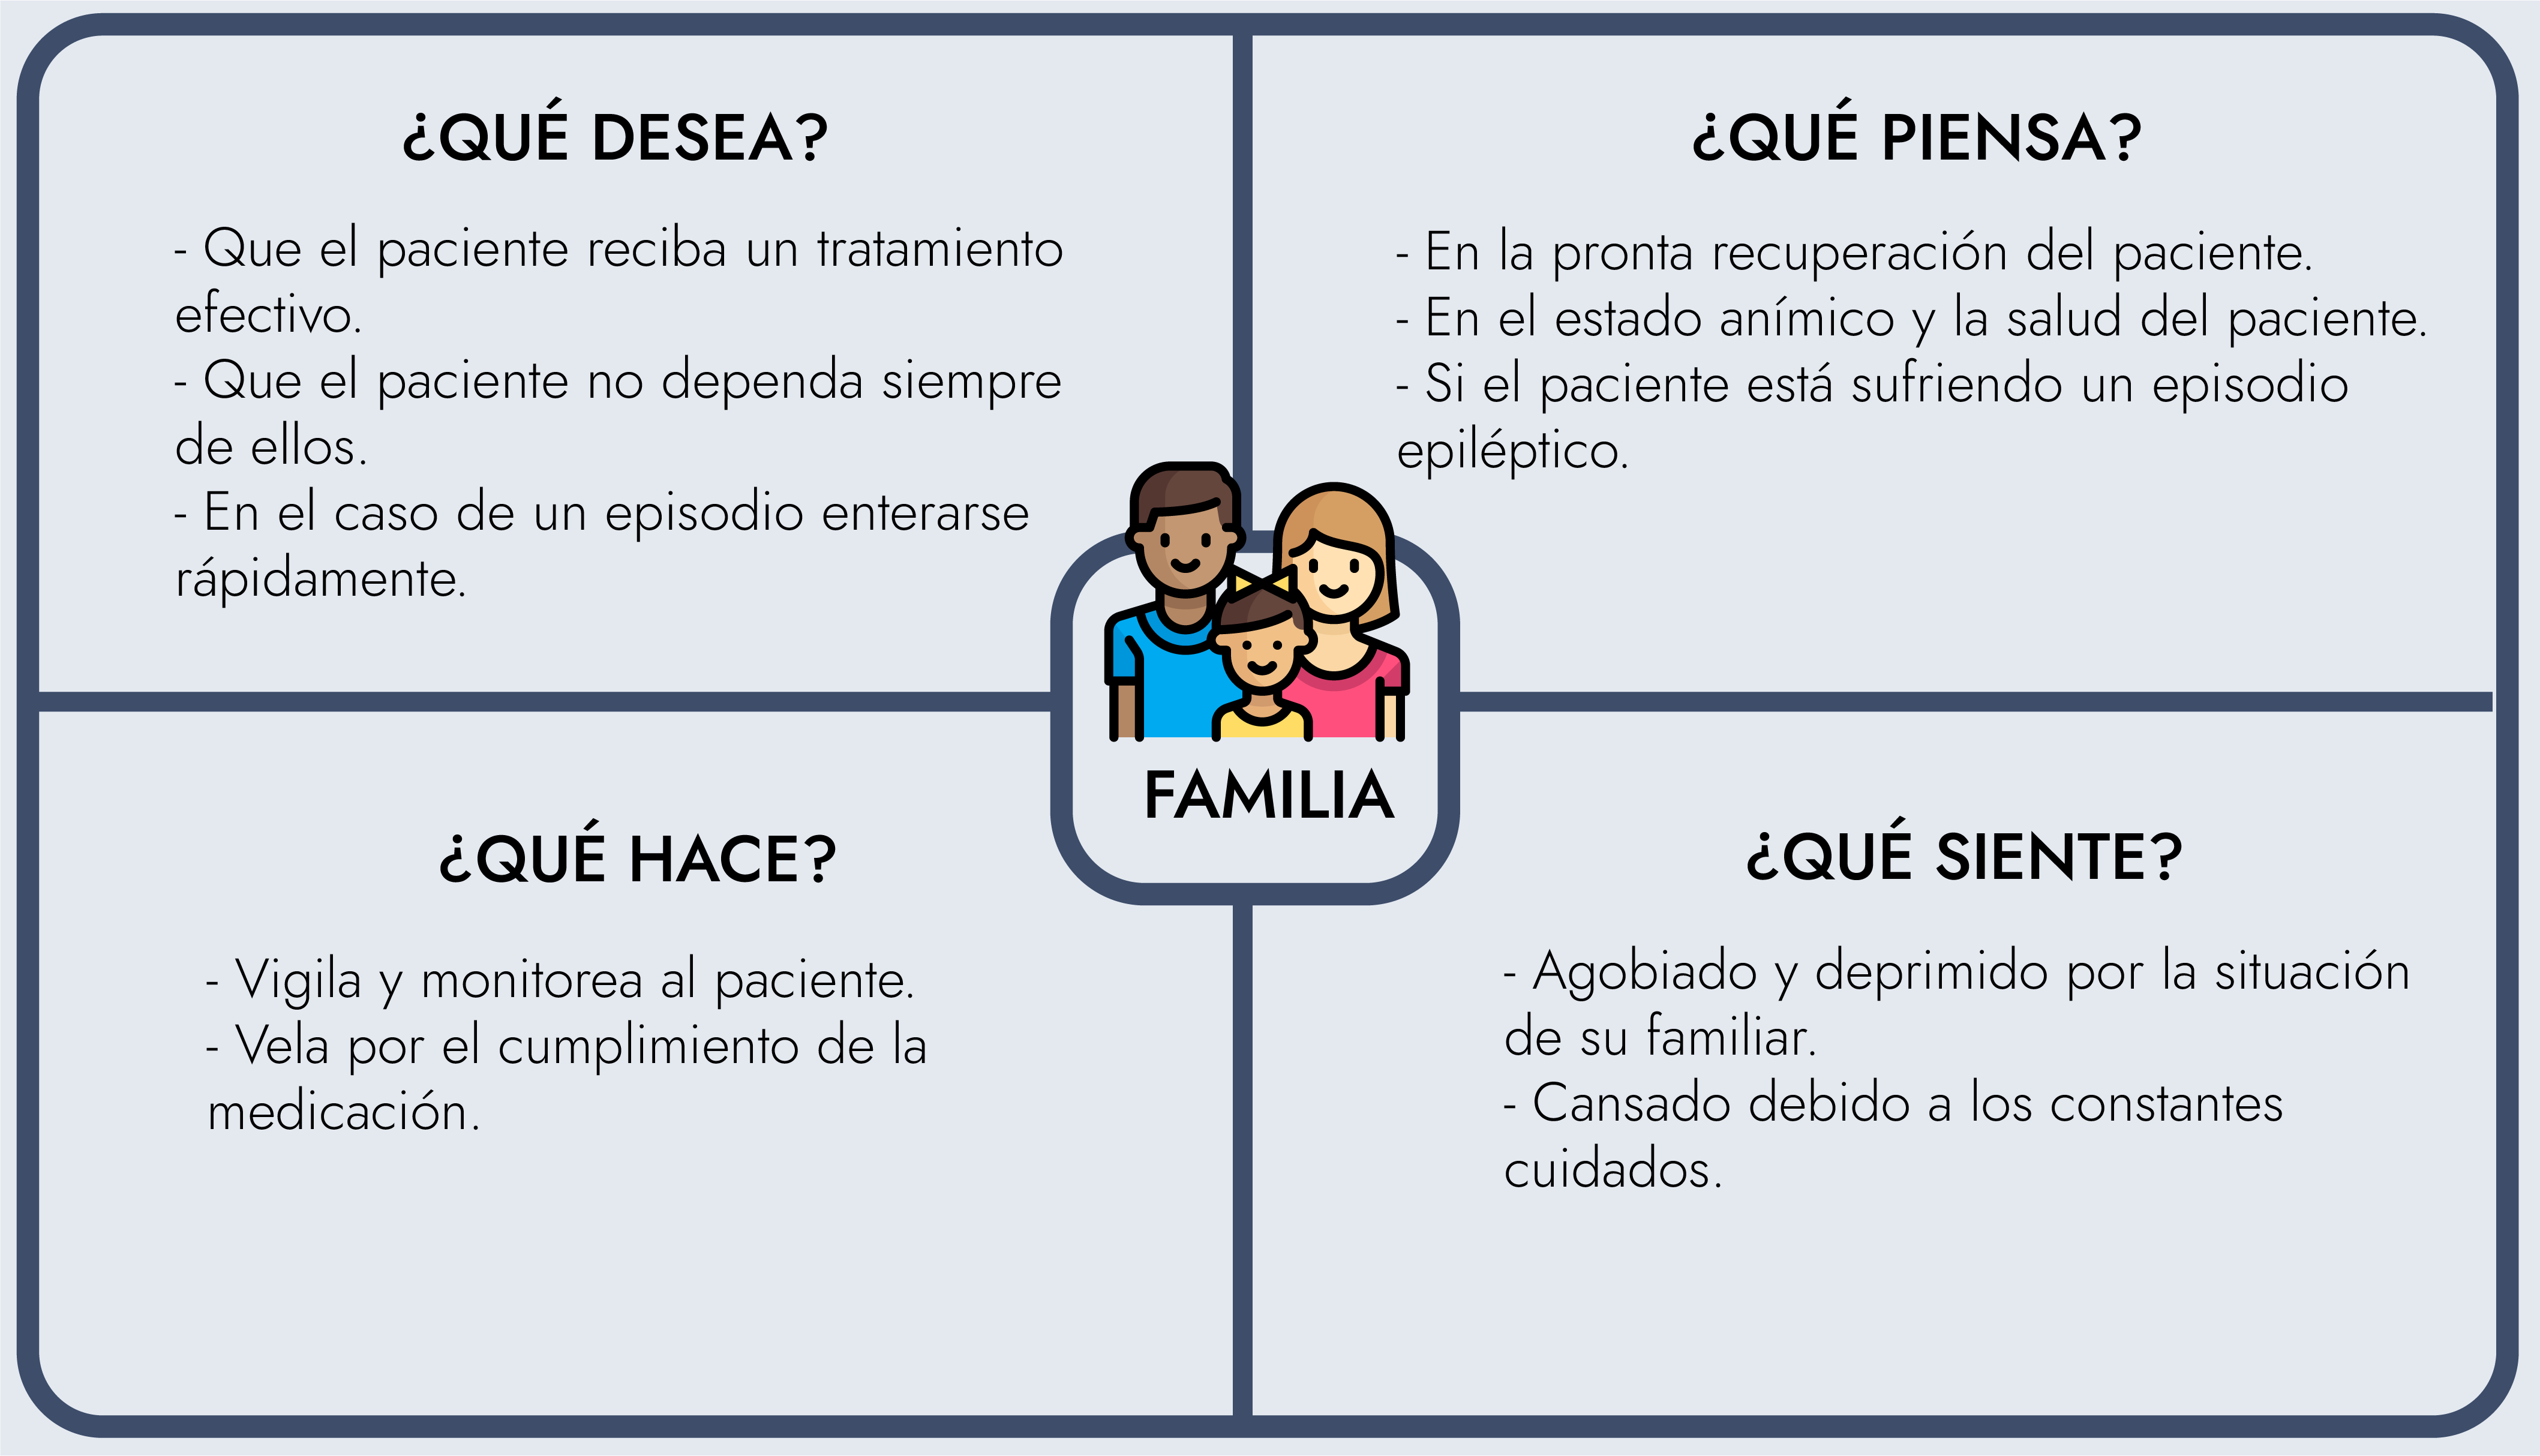 ¿QUÉ DESEA?
- Que el paciente reciba un tratamiento
efectivo.
- Que el paciente no dependa siempre
de ellos.
- En el caso de un episodio enterarse
rápidamente.
¿QUÉ PIENSA?
- En la pronta recuperación del paciente.
- En el estado anímico y la salud del paciente.
- Si el paciente está sufriendo un episodio
epiléptico.
FAMILIA
¿QUÉ HACE?
- Vigila y monitorea al paciente.
- Vela por el cumplimiento de la
medicación.
¿QUÉ SIENTE?
- Agobiado y deprimido por la situación
de su familiar.
- Cansado debido a los constantes
cuidados.